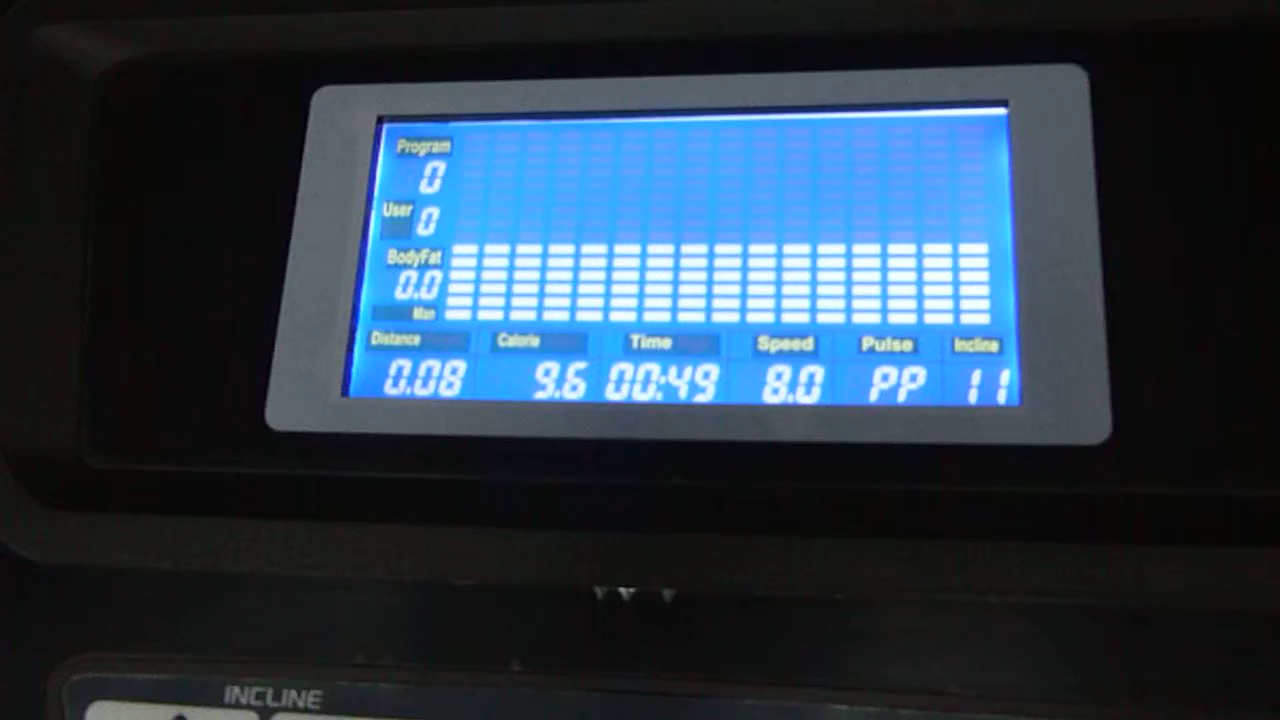 Program
0
User 0
BodyFat
0.0
Man
Distance Calorie Time Speed Pulse Incline
0.08 9.6 00:49 8.0 PP 11
INCLINE